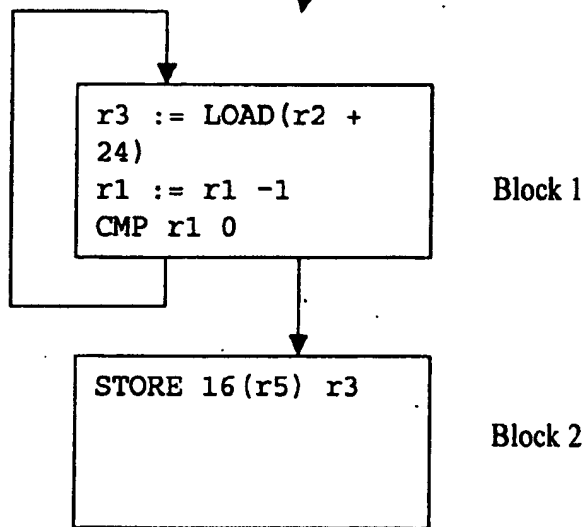 r3 := LOAD(r2 +
24)
r1 := r1 -1
CMP r1 0
Block 1
STORE 16(r5) r3
Block 2